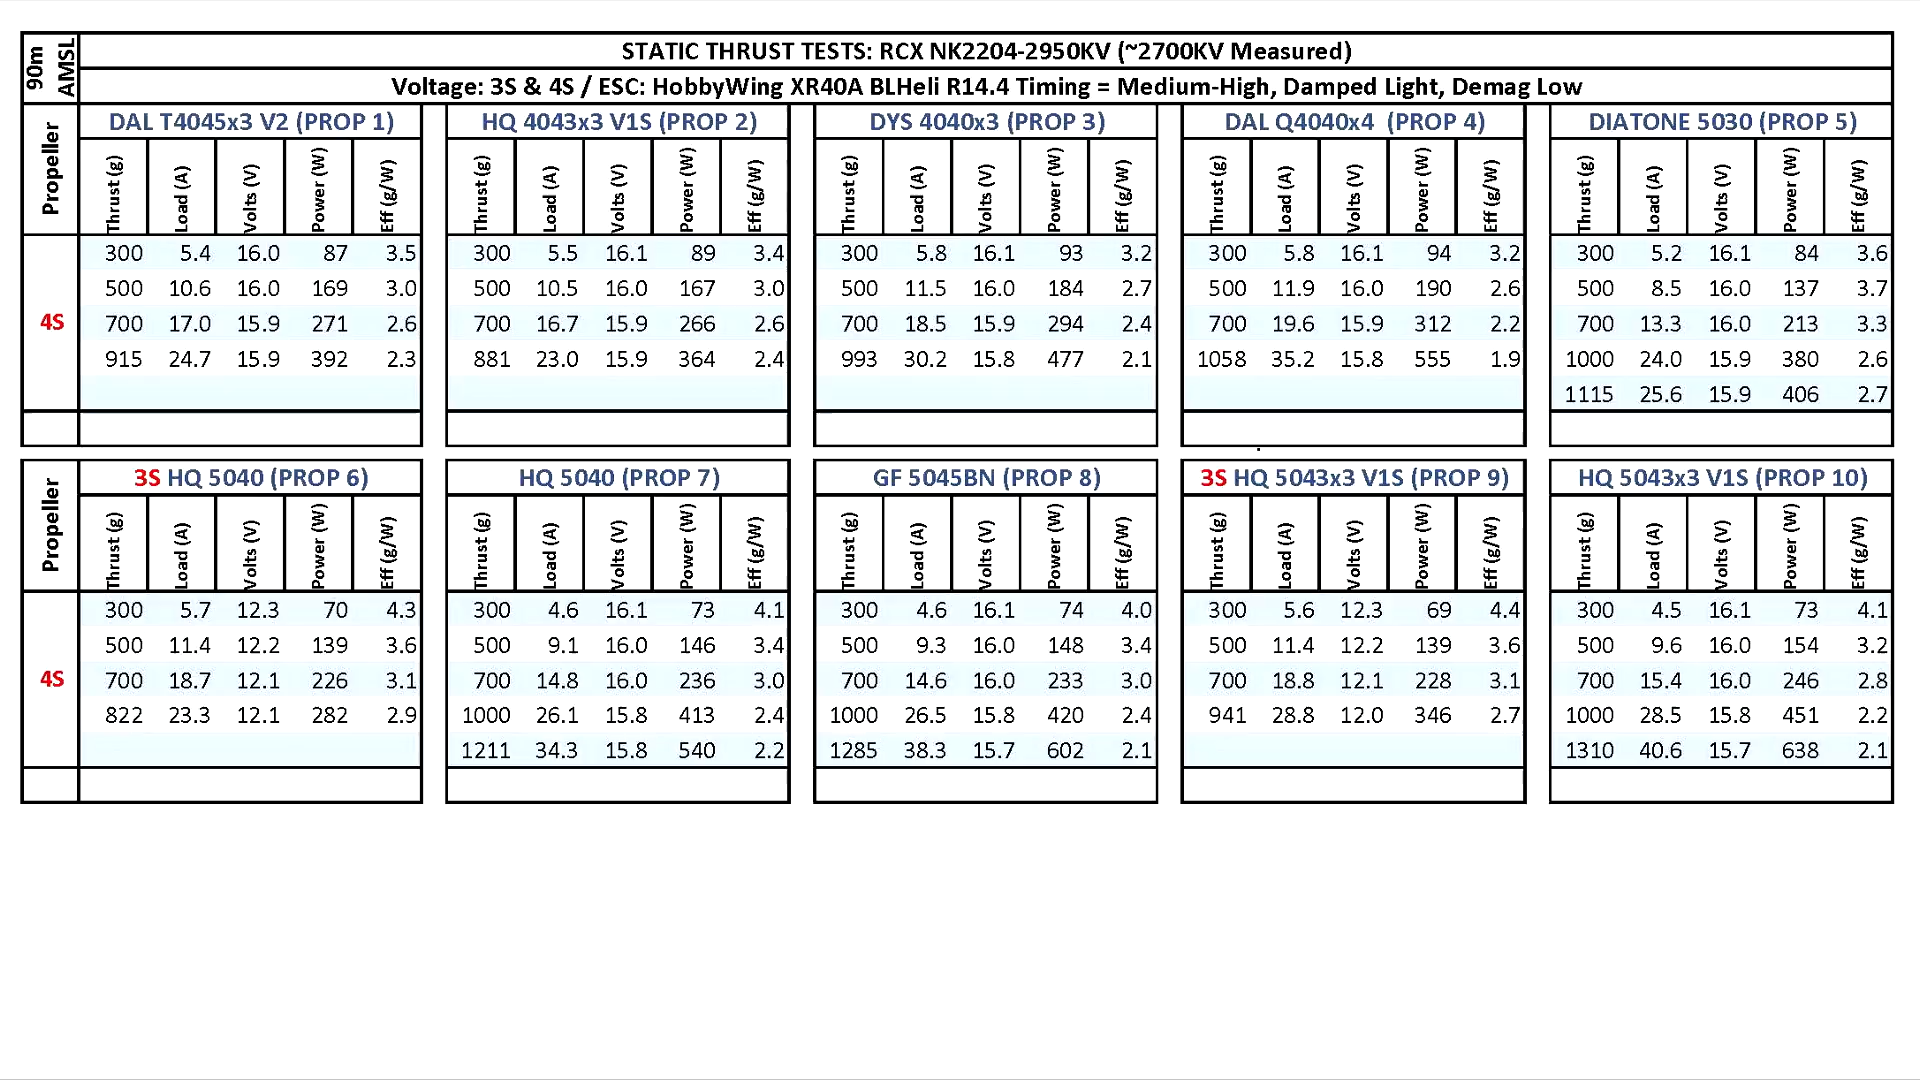 90m AMSL
STATIC THRUST TESTS: RCX NK2204-2950KV (~2700KV Measured)
Voltage: 3S & 4S / ESC: HobbyWing XR40A BLHeli R14.4 Timing = Medium-High, Damped Light, Demag Low
Propeller DAL T4045x3 V2 (PROP 1) HQ 4043x3 V1S (PROP 2) DYS 4040x3 (PROP 3) DAL Q4040x4 (PROP 4) DIATONE 5030 (PROP 5)
Thrust (g) Load (A) Volts (V) Power (W) Eff (g/W) Thrust (g) Load (A) Volts (V) Power (W) Eff (g/W) Thrust (g) Load (A) Volts (V) Power (W) Eff (g/W) Thrust (g) Load (A) Volts (V) Power (W) Eff (g/W) Thrust (g) Load (A) Volts (V) Power (W) Eff (g/W)
300 5.4 16.0 87 3.5 300 5.5 16.1 89 3.4 300 5.8 16.1 93 3.2 300 5.8 16.1 94 3.2 300 5.2 16.1 84 3.6
500 10.6 16.0 169 3.0 500 10.5 16.0 167 3.0 500 11.5 16.0 184 2.7 500 11.9 16.0 190 2.6 500 8.5 16.0 137 3.7
4S 700 17.0 15.9 271 2.6 700 16.7 15.9 266 2.6 700 18.5 15.9 294 2.4 700 19.6 15.9 312 2.2 700 13.3 16.0 213 3.3
915 24.7 15.9 392 2.3 881 23.0 15.9 364 2.4 993 30.2 15.8 477 2.1 1058 35.2 15.8 555 1.9 1000 24.0 15.9 380 2.6
1115 25.6 15.9 406 2.7
Propeller 3S HQ 5040 (PROP 6) HQ 5040 (PROP 7) GF 5045BN (PROP 8) 3S HQ 5043x3 V1S (PROP 9) HQ 5043x3 V1S (PROP 10)
Thrust (g) Load (A) Volts (V) Power (W) Eff (g/W) Thrust (g) Load (A) Volts (V) Power (W) Eff (g/W) Thrust (g) Load (A) Volts (V) Power (W) Eff (g/W) Thrust (g) Load (A) Volts (V) Power (W) Eff (g/W) Thrust (g) Load (A) Volts (V) Power (W) Eff (g/W)
300 5.7 12.3 70 4.3 300 4.6 16.1 73 4.1 300 4.6 16.1 74 4.0 300 5.6 12.3 69 4.4 300 4.5 16.1 73 4.1
500 11.4 12.2 139 3.6 500 9.1 16.0 146 3.4 500 9.3 16.0 148 3.4 500 11.4 12.2 139 3.6 500 9.6 16.0 154 3.2
4S 700 18.7 12.1 226 3.1 700 14.8 16.0 236 3.0 700 14.6 16.0 233 3.0 700 18.8 12.1 228 3.1 700 15.4 16.0 246 2.8
822 23.3 12.1 282 2.9 1000 26.1 15.8 413 2.4 1000 26.5 15.8 420 2.4 941 28.8 12.0 346 2.7 1000 28.5 15.8 451 2.2
1211 34.3 15.8 540 2.2 1285 38.3 15.7 602 2.1 1310 40.6 15.7 638 2.1